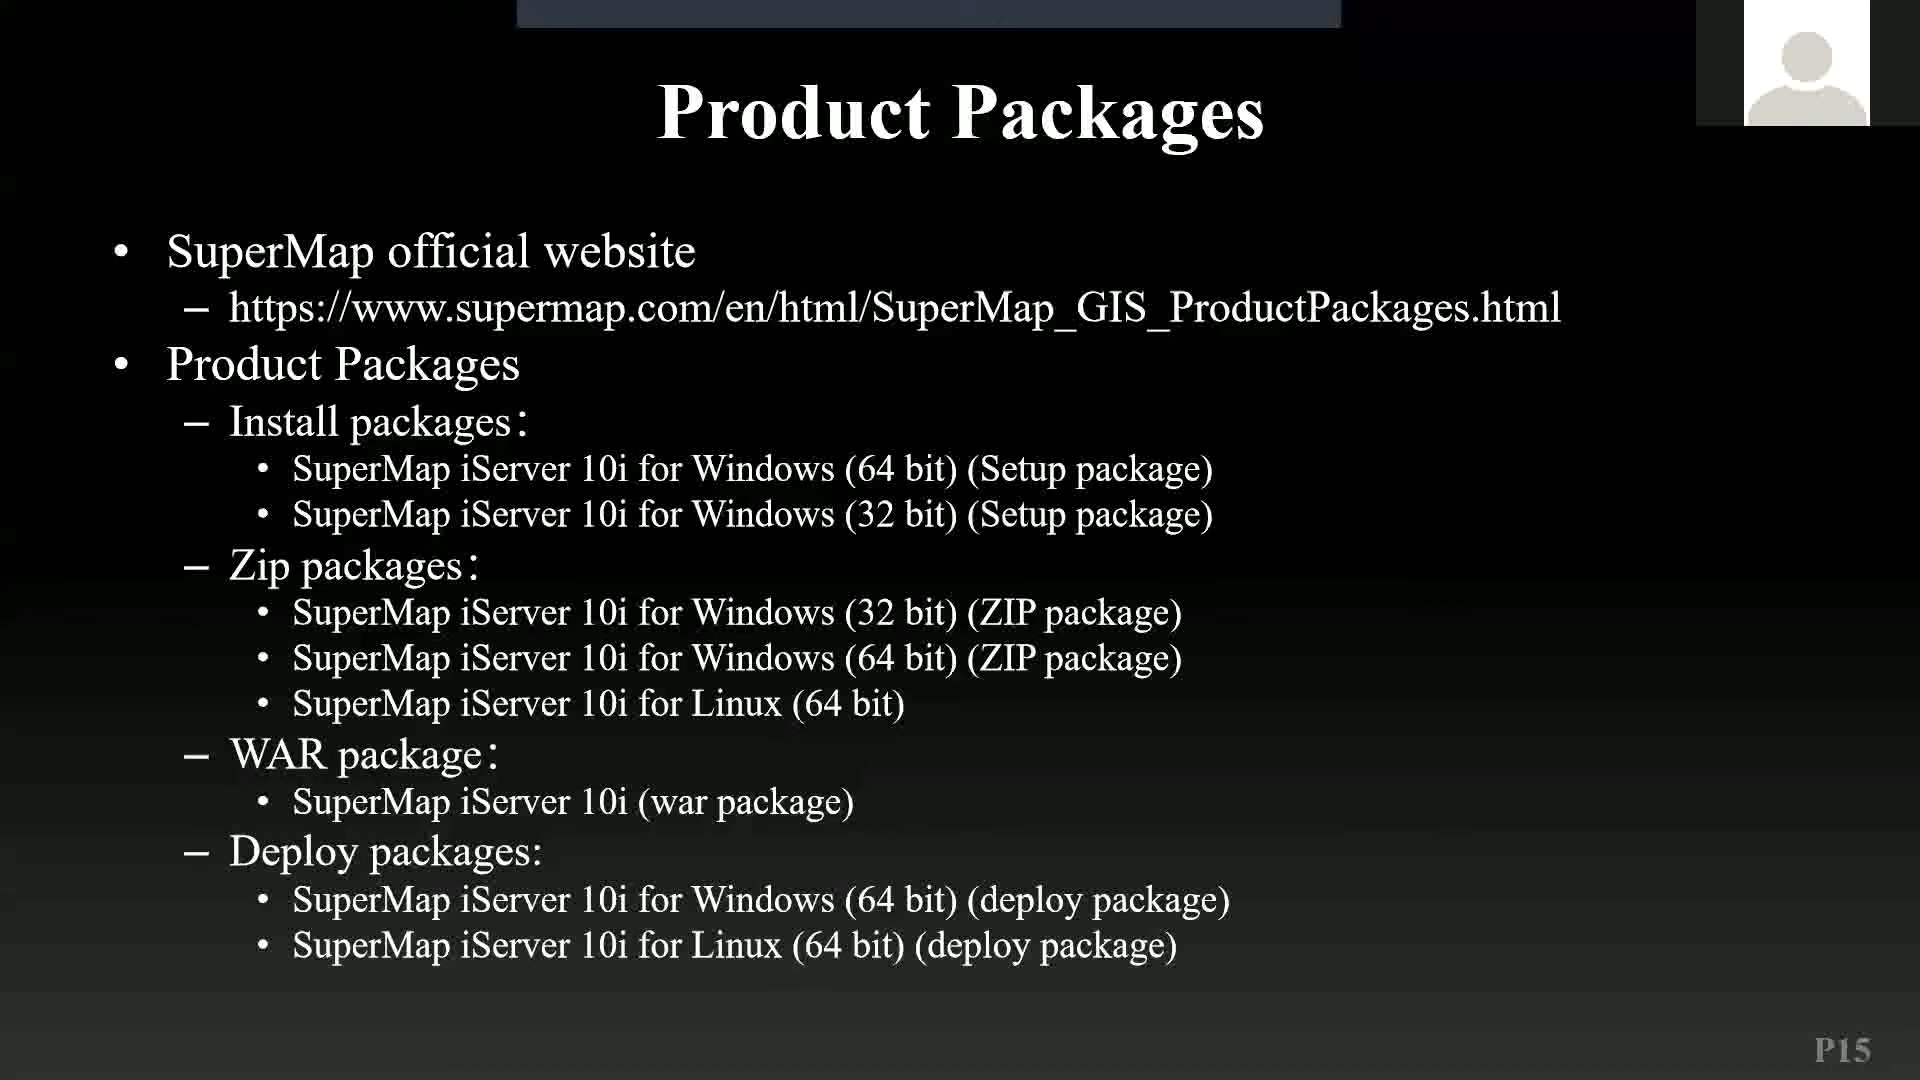 Product Packages
• SuperMap official website
– https://www.supermap.com/en/html/SuperMap_GIS_ProductPackages.html
• Product Packages
– Install packages：
• SuperMap iServer 10i for Windows (64 bit) (Setup package)
• SuperMap iServer 10i for Windows (32 bit) (Setup package)
– Zip packages：
• SuperMap iServer 10i for Windows (32 bit) (ZIP package)
• SuperMap iServer 10i for Windows (64 bit) (ZIP package)
• SuperMap iServer 10i for Linux (64 bit)
– WAR package：
• SuperMap iServer 10i (war package)
– Deploy packages:
• SuperMap iServer 10i for Windows (64 bit) (deploy package)
• SuperMap iServer 10i for Linux (64 bit) (deploy package)
P15